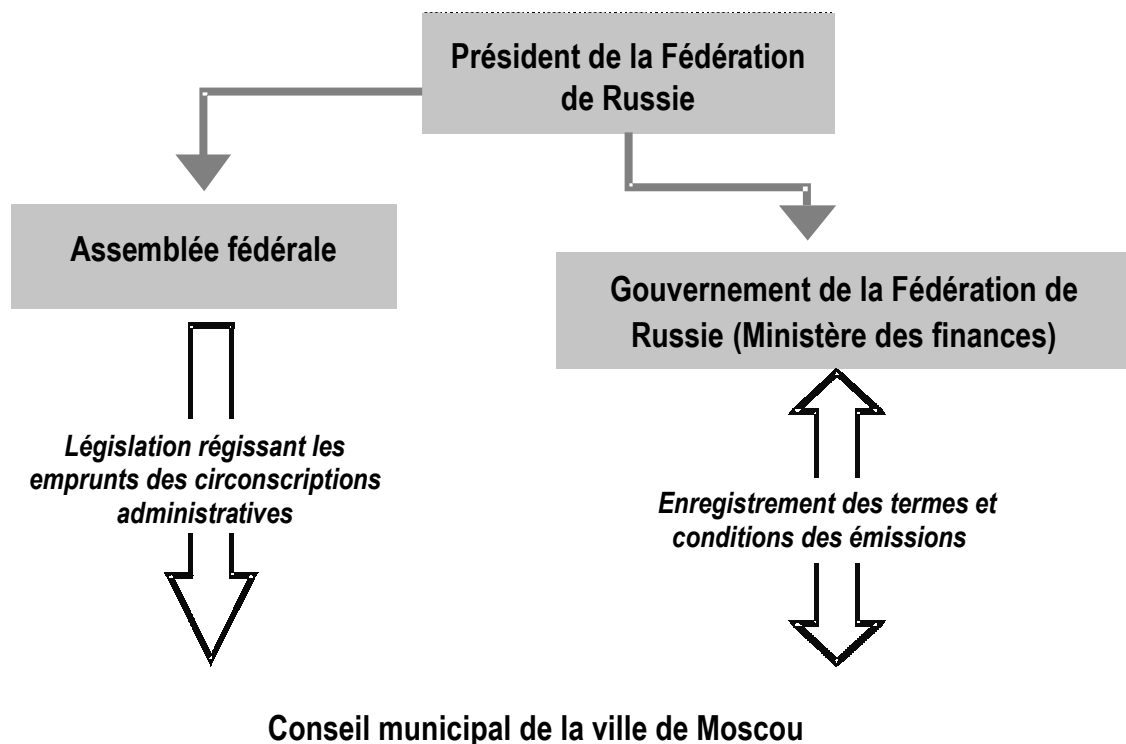 Président de la Fédération
de Russie
Assemblée fédérale
Gouvernement de la Fédération de
Russie (Ministère des finances)
Législation régissant les
emprunts des circonscriptions
administratives
Enregistrement des termes et
conditions des émissions
Conseil municipal de la ville de Moscou